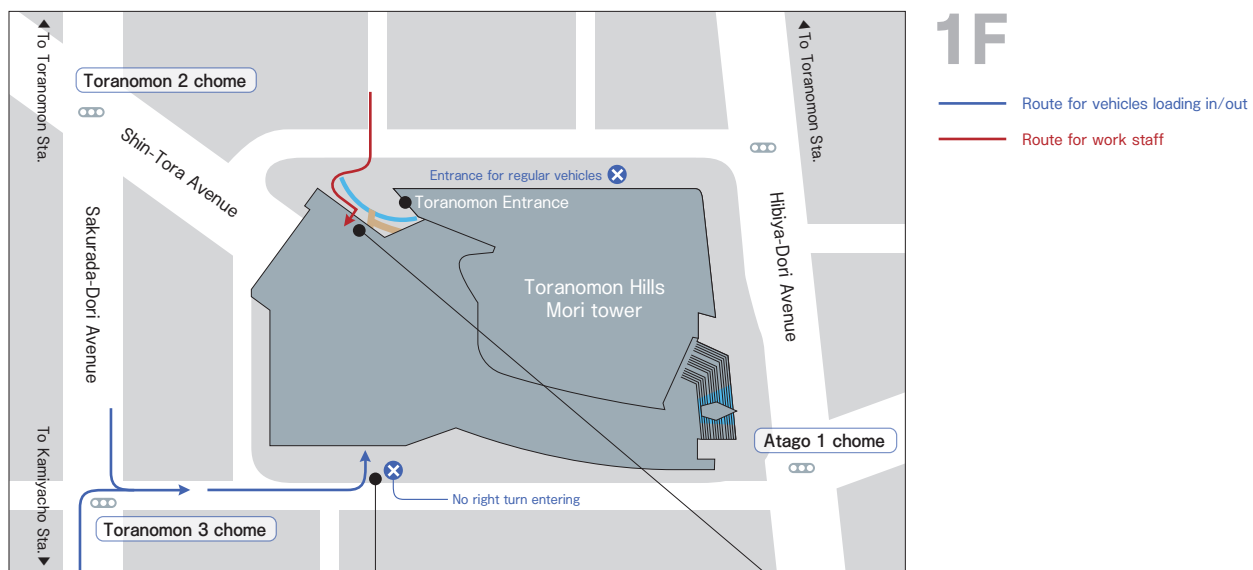 1F
Route for vehicles loading in/out
Route for work staff
▲To Toranomon Sta.
▲To Toranomon Sta.
Toranomon 2 chome
Shin-Tora Avenue
Entrance for regular vehicles
Toranomon Entrance
Sakurada-Dori Avenue
Hibiya-Dori Avenue
Toranomon Hills
Mori tower
To Kamiyacho Sta.▼
Atago 1 chome
No right turn entering
Toranomon 3 chome